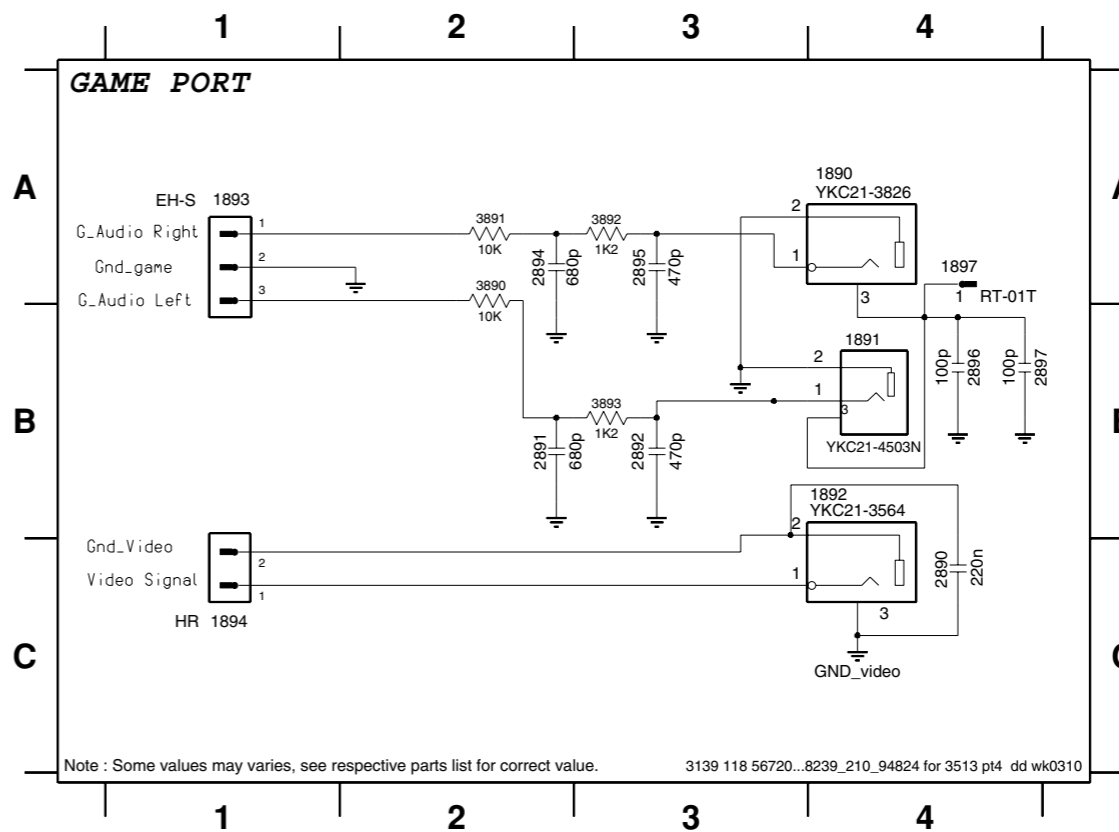 1 2 3 4
GAME PORT
A
A
EH-S 1893
G_Audio Right
1
Gnd_game
2
G_Audio Left
3
3891
10K
3892
1K2
2894
680p
2895
470p
3890
10K
1890
YKC21-3826
2
1
3
1897
1
RT-01T
B
B
3893
1K2
2891
680p
2892
470p
1891
2
1
3
YKC21-4503N
100p
2896
100p
2897
Gnd_Video
2
Video Signal
1
HR 1894
1892
YKC21-3564
2
1
3
2890
220n
C
C
GND_video
Note : Some values may varies, see respective parts list for correct value.
3139 118 56720...8239_210_94824 for 3513 pt4 dd wk0310
1 2 3 4